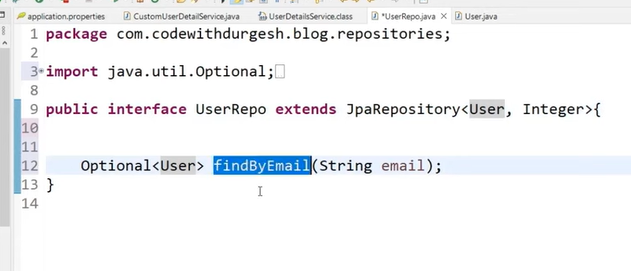 application.properties CustomUserDetailService.java UserDetailsService.class *UserRepo.java User.java
1 package com.codewithdurgesh.blog.repositories;
2
3 import java.util.Optional;
8
9 public interface UserRepo extends JpaRepository<User, Integer>{
10
11
12 Optional<User> findByEmail(String email);
13 }
14